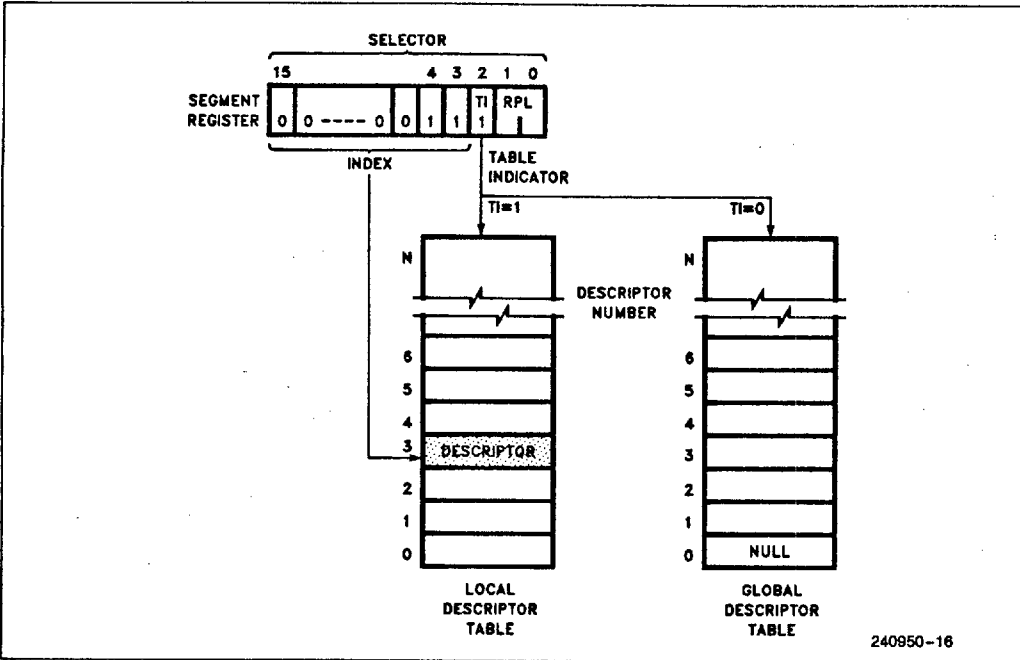 SELECTOR
15 4 3 2 1 0
SEGMENT REGISTER
TI RPL
0 0 ---- 0 0 1 1 1
INDEX
TABLE INDICATOR
TI=1
TI=0
N
N
DESCRIPTOR NUMBER
6
5
4
3 DESCRIPTOR
2
1
0
6
5
4
3
2
1
0 NULL
LOCAL
DESCRIPTOR
TABLE
GLOBAL
DESCRIPTOR
TABLE
240950-16